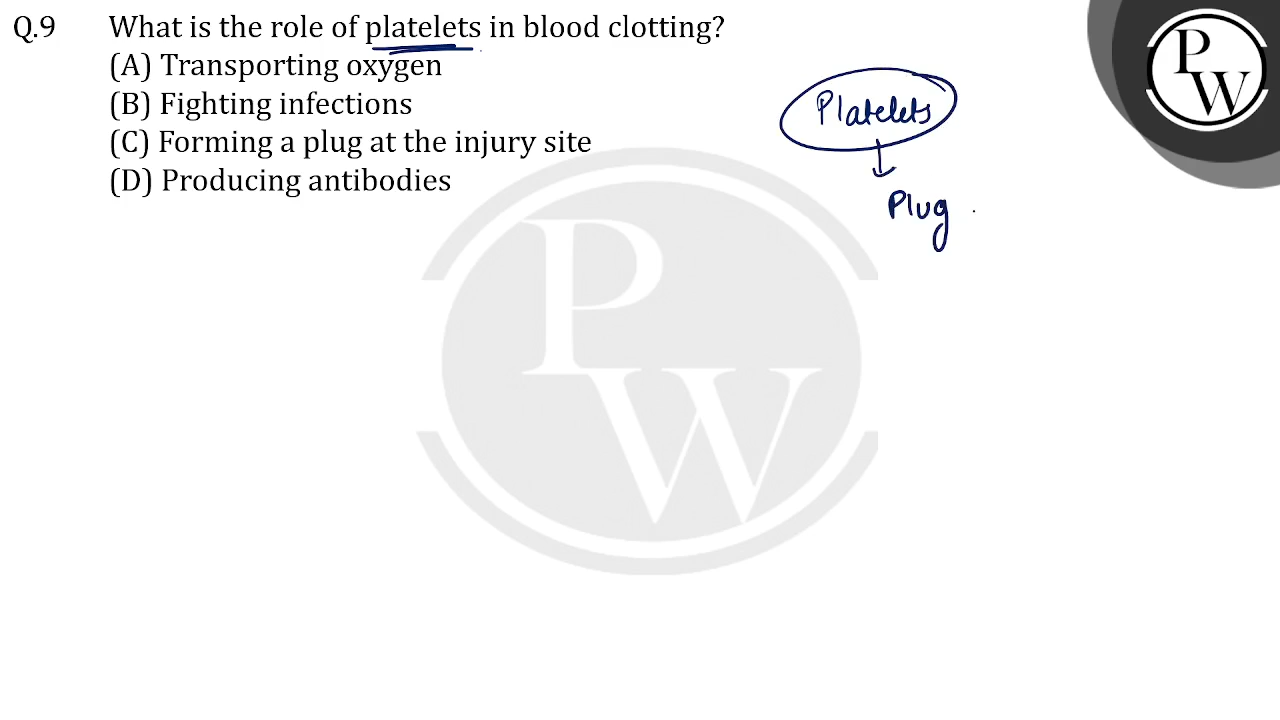 Q.9 What is the role of platelets in blood clotting?
(A) Transporting oxygen
(B) Fighting infections
(C) Forming a plug at the injury site
(D) Producing antibodies
Platelets
Plug
P
W
P
W